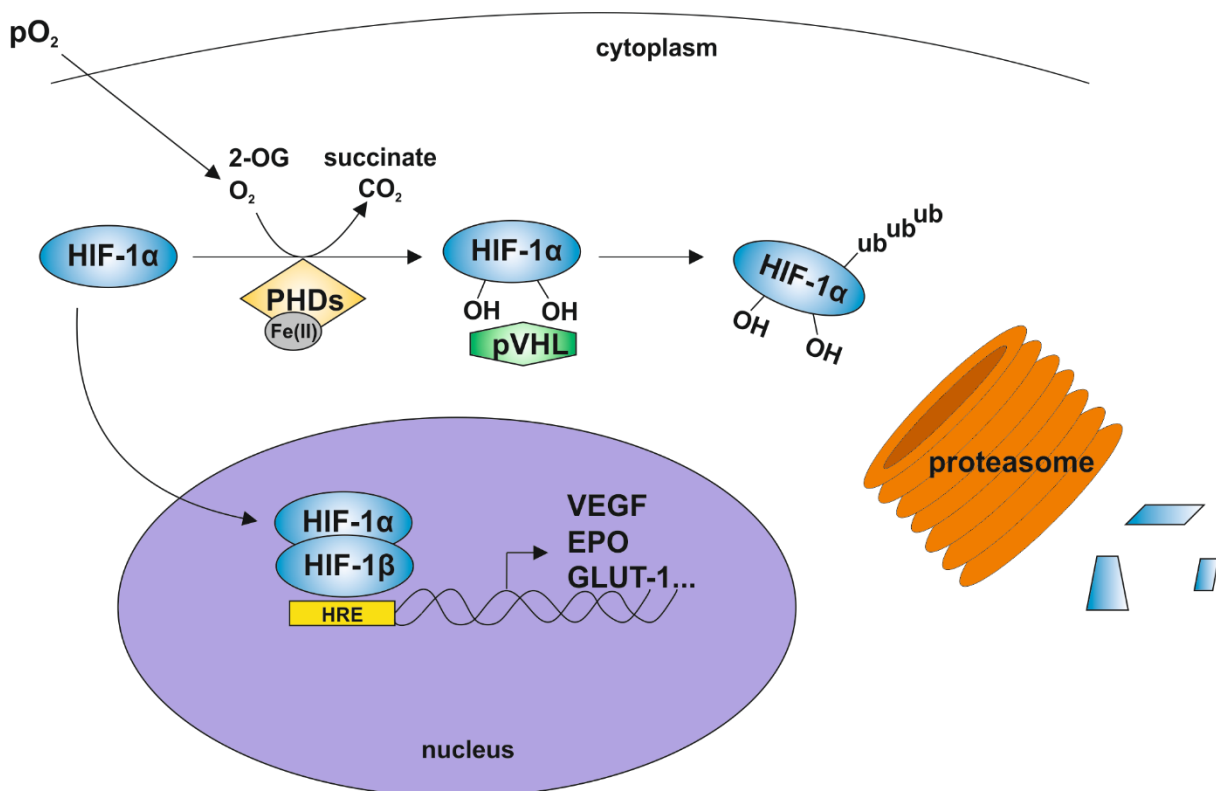 pO₂
cytoplasm
2-OG
succinate
O₂
CO₂
HIF-1α
PHDs
Fe(II)
HIF-1α
OH
OH
pVHL
HIF-1α
ub ub ub
OH
OH
proteasome
HIF-1α
HIF-1β
HRE
VEGF
EPO
GLUT-1...
nucleus